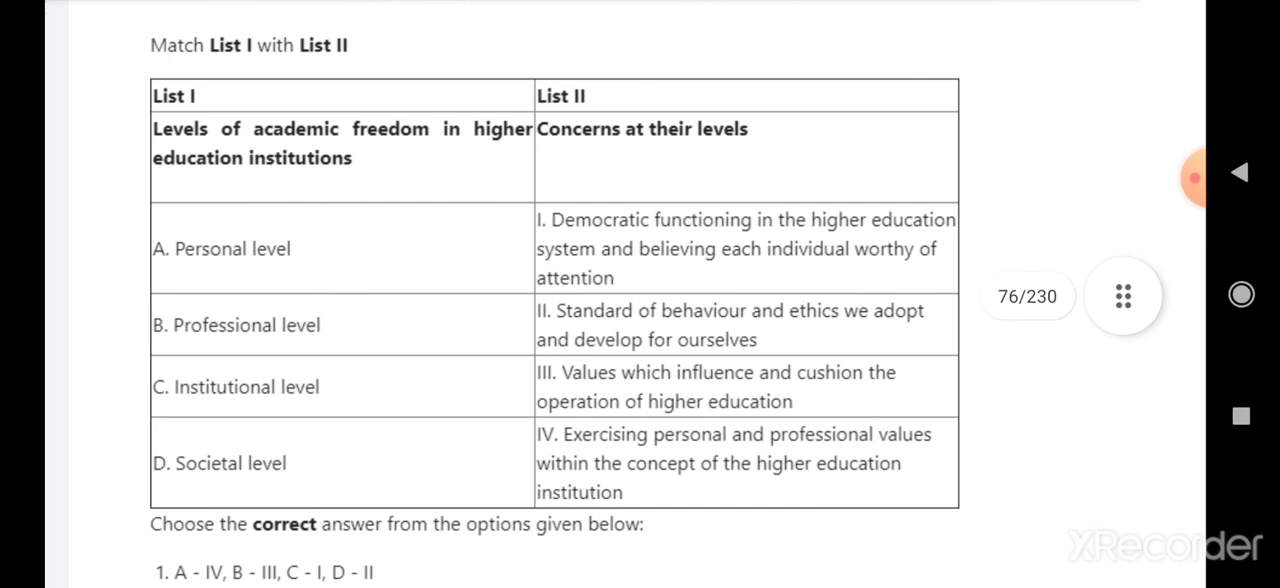 Match List I with List II
List I
List II
Levels of academic freedom in higher
education institutions
Concerns at their levels
A. Personal level
I. Democratic functioning in the higher education
system and believing each individual worthy of
attention
B. Professional level
II. Standard of behaviour and ethics we adopt
and develop for ourselves
C. Institutional level
III. Values which influence and cushion the
operation of higher education
D. Societal level
IV. Exercising personal and professional values
within the concept of the higher education
institution
Choose the correct answer from the options given below:
1. A - IV, B - III, C - I, D - II
76/230
XRecorder